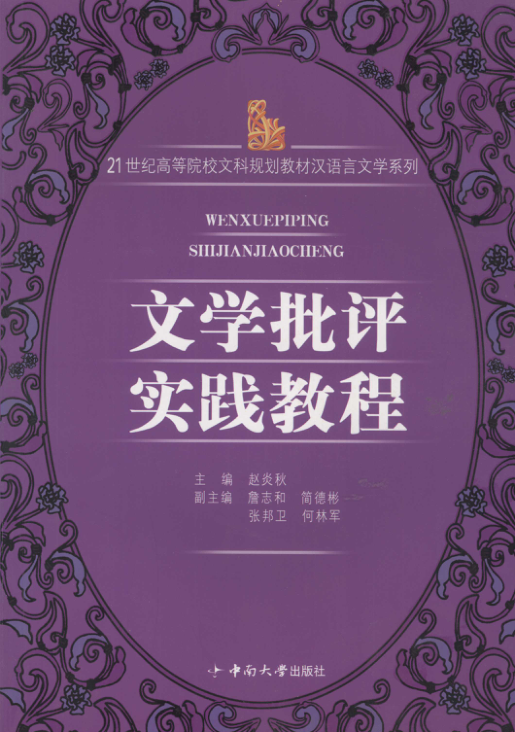 21世纪高等院校文科规划教材汉语言文学系列
WENXUEPIPING
SHIJIANJIAOCHENG
文学批评
实践教程
主 编 赵炎秋
副主编 詹志和 简德彬
张邦卫 何林军
中南大学出版社